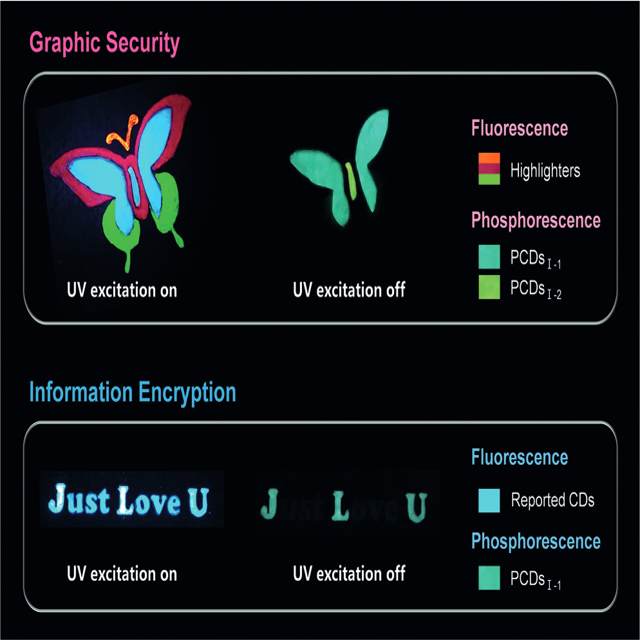 Graphic Security
Fluorescence
Highlighters
Phosphorescence
PCDs I-1
PCDs I-2
UV excitation on
UV excitation off
Information Encryption
Just Love U
J L U
Fluorescence
Reported CDs
Phosphorescence
PCDs I-1
UV excitation on
UV excitation off